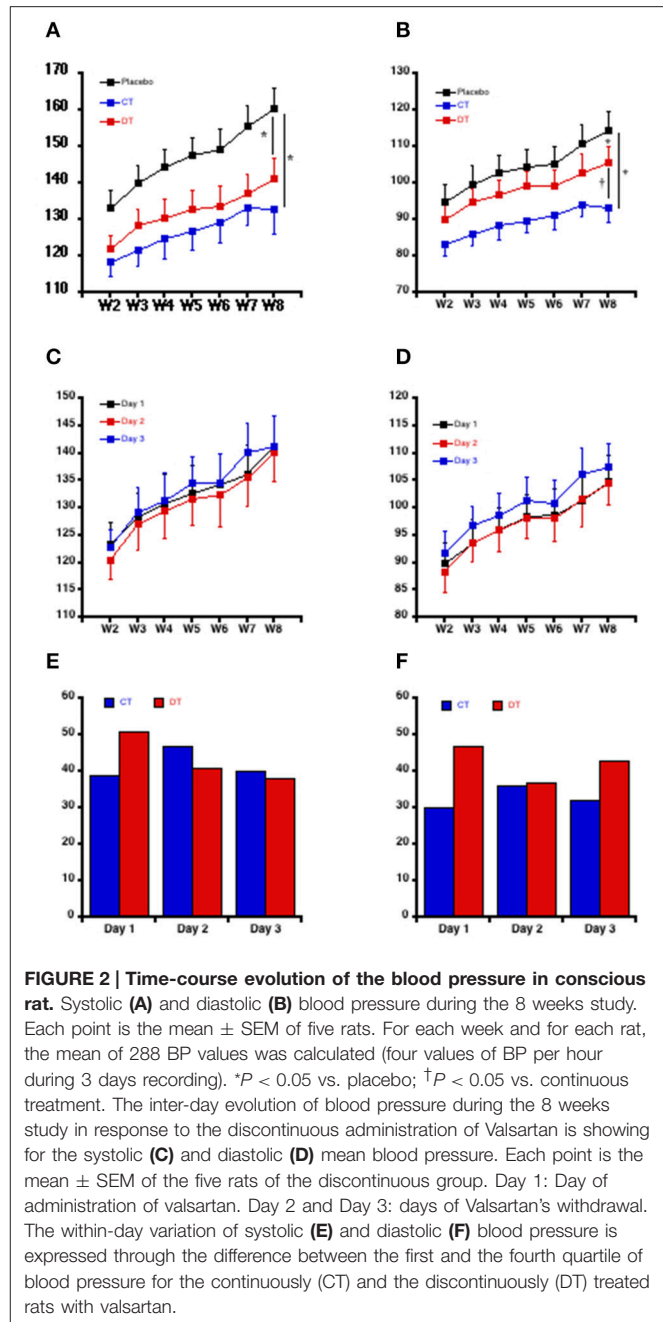 A
B
170
160
150
140
130
120
110
Placebo
CT
DT
*
*
W2 W3 W4 W5 W6 W7 W8
130
120
110
100
90
80
70
Placebo
CT
DT
*
†
*
W2 W3 W4 W5 W6 W7 W8
C
D
150
140
130
120
110
Day 1
Day 2
Day 3
W2 W3 W4 W5 W6 W7 W8
120
115
110
105
100
95
90
85
80
Day 1
Day 2
Day 3
W2 W3 W4 W5 W6 W7 W8
E
F
60
50
40
30
20
10
0
CT DT
Day 1 Day 2 Day 3
60
50
40
30
20
10
0
CT DT
Day 1 Day 2 Day 3
FIGURE 2 | Time-course evolution of the blood pressure in conscious
rat. Systolic (A) and diastolic (B) blood pressure during the 8 weeks study.
Each point is the mean ± SEM of five rats. For each week and for each rat,
the mean of 288 BP values was calculated (four values of BP per hour
during 3 days recording). *P < 0.05 vs. placebo; †P < 0.05 vs. continuous
treatment. The inter-day evolution of blood pressure during the 8 weeks
study in response to the discontinuous administration of Valsartan is showing
for the systolic (C) and diastolic (D) mean blood pressure. Each point is the
mean ± SEM of the five rats of the discontinuous group. Day 1: Day of
administration of valsartan. Day 2 and Day 3: days of Valsartan's withdrawal.
The within-day variation of systolic (E) and diastolic (F) blood pressure is
expressed through the difference between the first and the fourth quartile of
blood pressure for the continuously (CT) and the discontinuously (DT) treated
rats with valsartan.